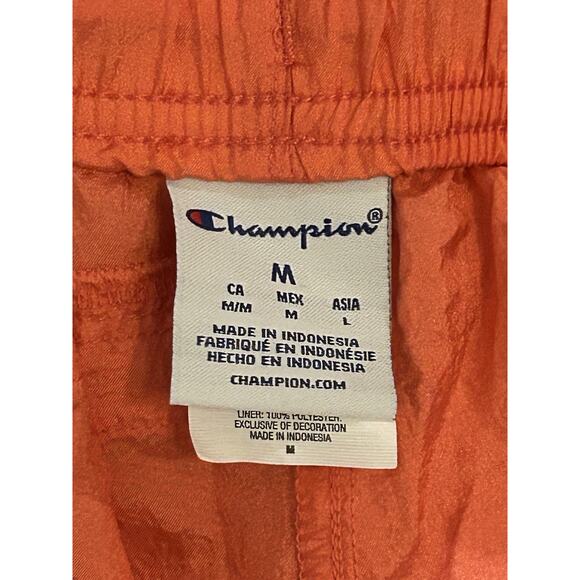 Champion®
M
CA MEX ASIA
M/M M L
MADE IN INDONESIA
FABRIQUÉ EN INDONÉSIE
HECHO EN INDONESIA
CHAMPION.COM
LINER: 100% POLYESTER.
EXCLUSIVE OF DECORATION
MADE IN INDONESIA
M